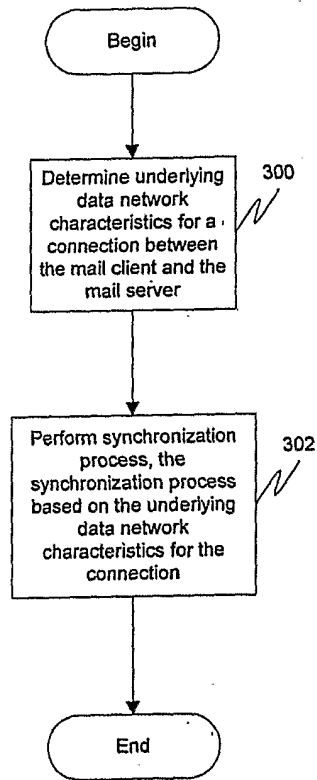 Begin
Determine underlying
data network
characteristics for a
connection between
the mail client and the
mail server
300
Perform synchronization
process, the
synchronization process
based on the underlying
data network
characteristics for the
connection
302
End